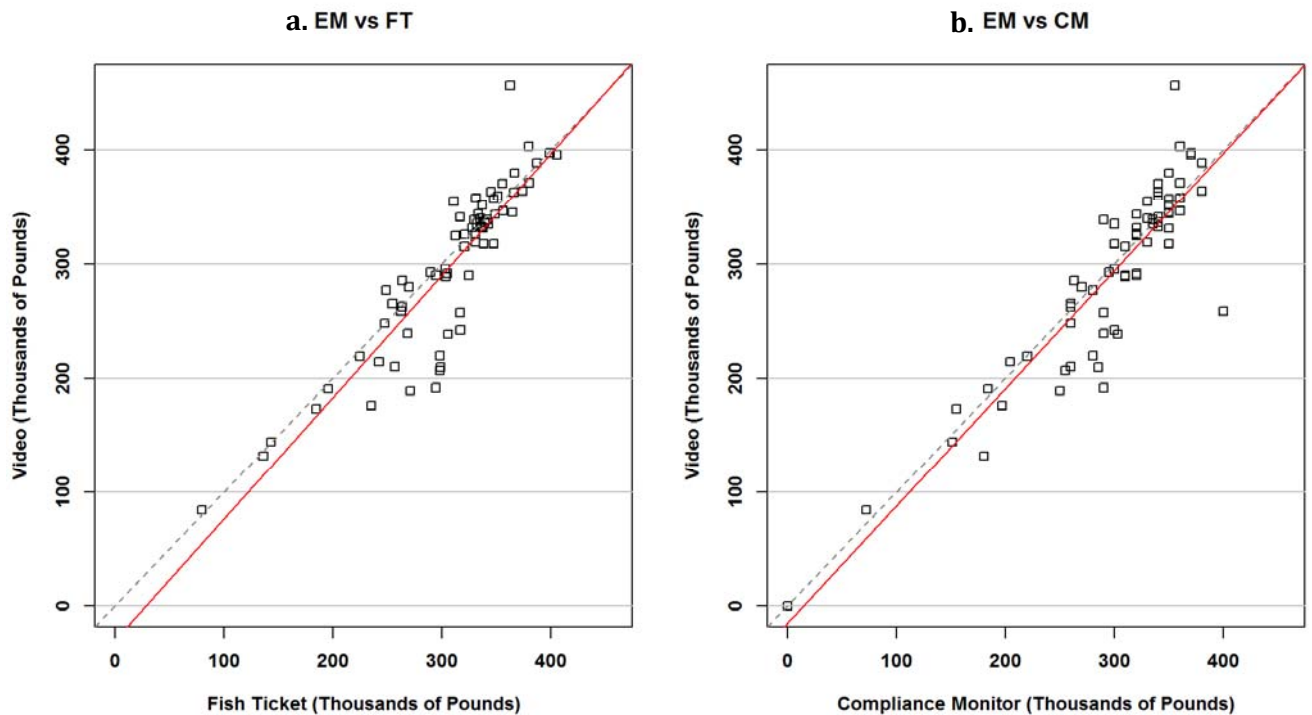 a. EM vs FT
Video (Thousands of Pounds)
400
300
200
100
0
0 100 200 300 400
Fish Ticket (Thousands of Pounds)
b. EM vs CM
Video (Thousands of Pounds)
400
300
200
100
0
0 100 200 300 400
Compliance Monitor (Thousands of Pounds)